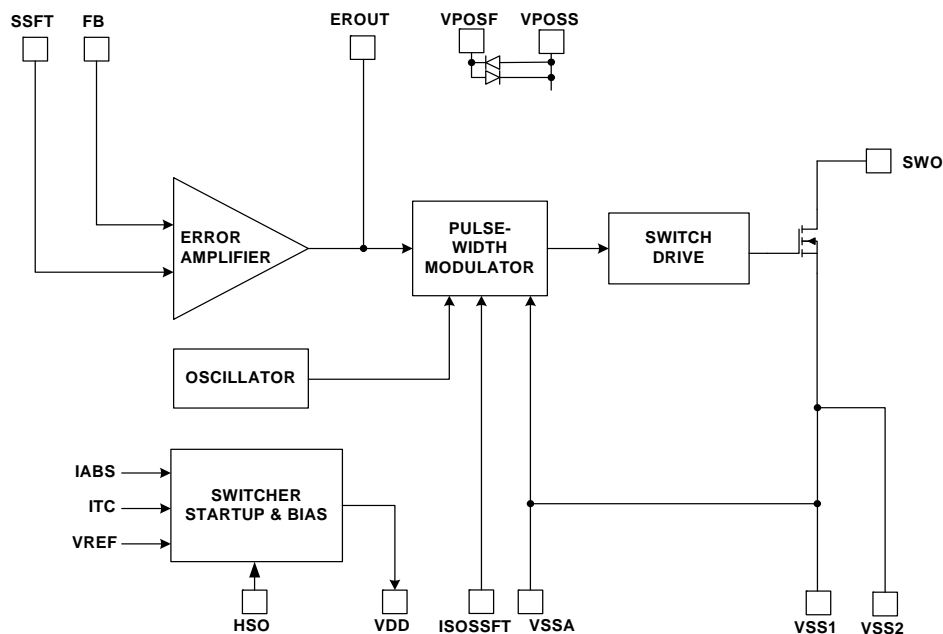 SSFT FB EROUT VPOSF VPOSS
SWO
ERROR
AMPLIFIER
PULSE-
WIDTH
MODULATOR
SWITCH
DRIVE
OSCILLATOR
IABS
ITC
VREF
SWITCHER
STARTUP & BIAS
HSO VDD ISOSSFT VSSA VSS1 VSS2